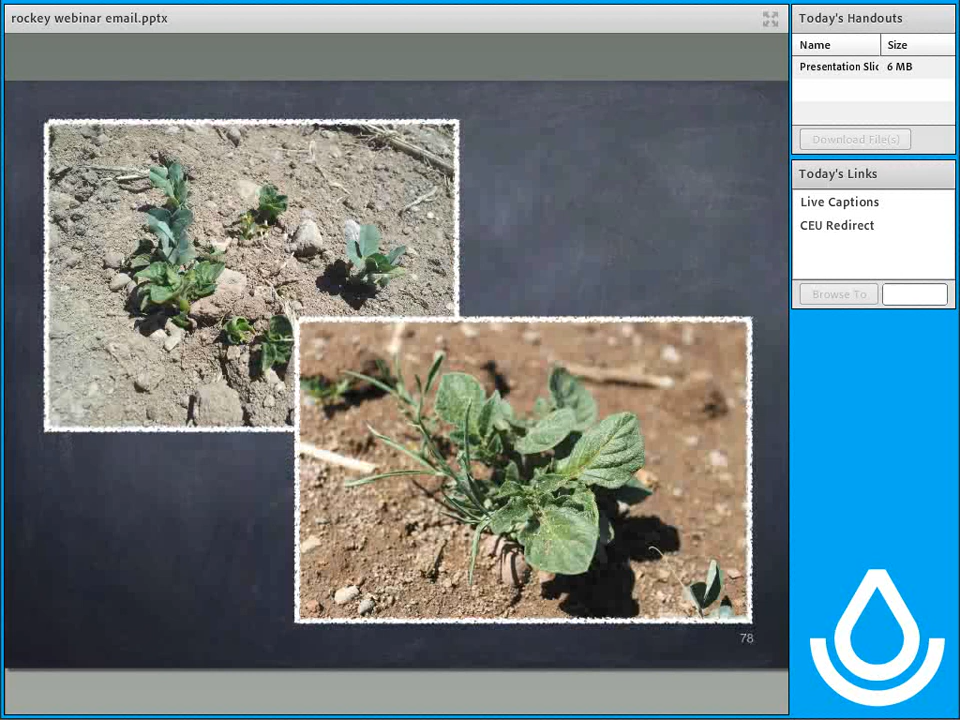 rockey webinar email.pptx
Today's Handouts
Name Size
Presentation Slic 6 MB
Download File(s)
Today's Links
Live Captions
CEU Redirect
Browse To
78